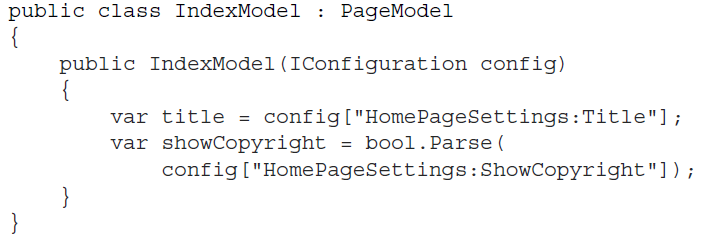 public class IndexModel : PageModel
{
    public IndexModel(IConfiguration config)
    {
        var title = config["HomePageSettings:Title"];
        var showCopyright = bool.Parse(
            config["HomePageSettings:ShowCopyright"]);
    }
}